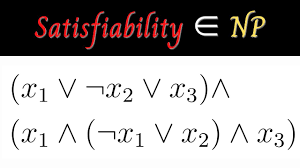 Satisfiability ∈ NP
(x₁ ∨ ¬x₂ ∨ x₃)∧
(x₁ ∧ (¬x₁ ∨ x₂) ∧ x₃)